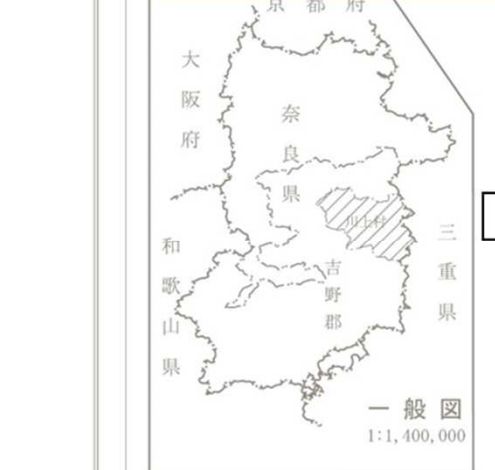 京都府
大阪府
奈良県
川上村
三重県
和歌山県
吉野郡
一般図
1:1,400,000